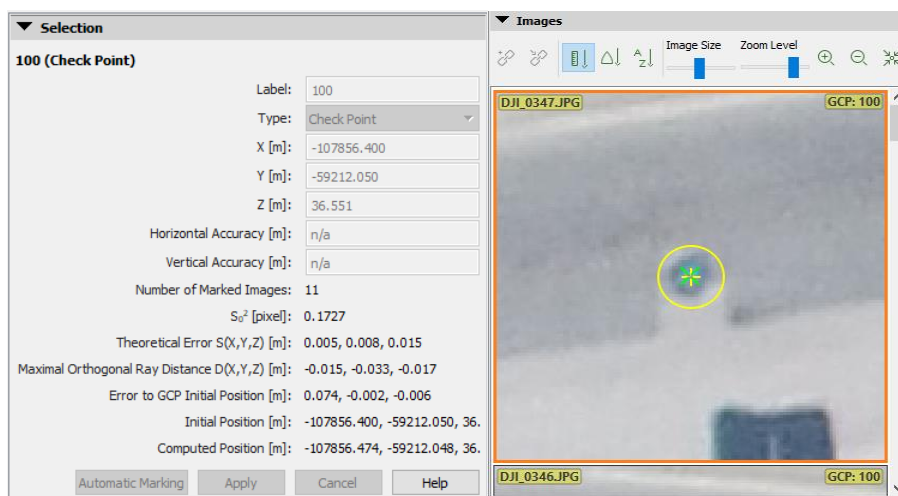 Selection
100 (Check Point)
Label: 100
Type: Check Point
X [m]: -107856.400
Y [m]: -59212.050
Z [m]: 36.551
Horizontal Accuracy [m]: n/a
Vertical Accuracy [m]: n/a
Number of Marked Images: 11
S₀² [pixel]: 0.1727
Theoretical Error S(X,Y,Z) [m]: 0.005, 0.008, 0.015
Maximal Orthogonal Ray Distance D(X,Y,Z) [m]: -0.015, -0.033, -0.017
Error to GCP Initial Position [m]: 0.074, -0.002, -0.006
Initial Position [m]: -107856.400, -59212.050, 36.
Computed Position [m]: -107856.474, -59212.048, 36.
Automatic Marking Apply Cancel Help
Images
A Z Image Size Zoom Level
DJI_0347.JPG GCP: 100
DJI_0346.JPG GCP: 100